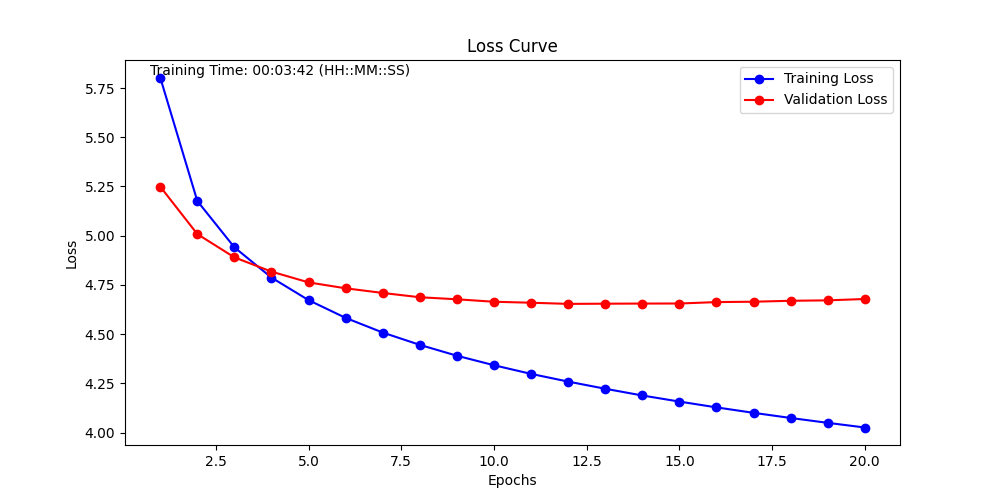 Loss Curve
Training Time: 00:03:42 (HH::MM::SS)
Training Loss
Validation Loss
Loss
5.75
5.50
5.25
5.00
4.75
4.50
4.25
4.00
2.5 5.0 7.5 10.0 12.5 15.0 17.5 20.0
Epochs